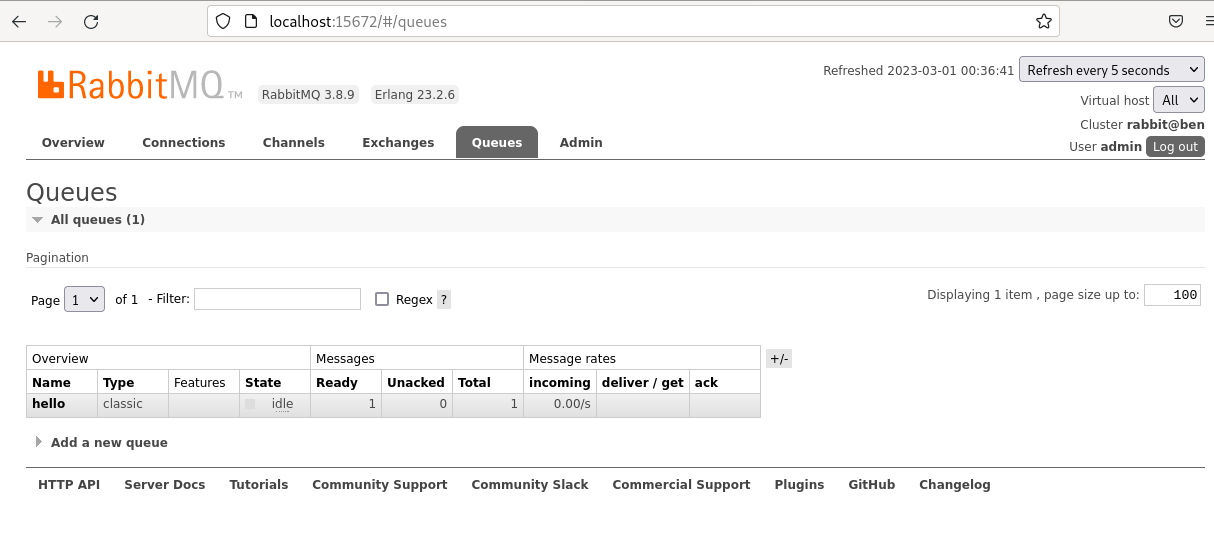 localhost:15672/#/queues
RabbitMQ TM RabbitMQ 3.8.9 Erlang 23.2.6
Refreshed 2023-03-01 00:36:41 Refresh every 5 seconds
Virtual host All
Cluster rabbit@ben
User admin Log out
Overview Connections Channels Exchanges Queues Admin
Queues
All queues (1)
Pagination
Page 1 of 1 - Filter: Regex ? Displaying 1 item , page size up to: 100
Overview Messages Message rates +/-
Name Type Features State Ready Unacked Total incoming deliver / get ack
hello classic idle 1 0 1 0.00/s
Add a new queue
HTTP API Server Docs Tutorials Community Support Community Slack Commercial Support Plugins GitHub Changelog